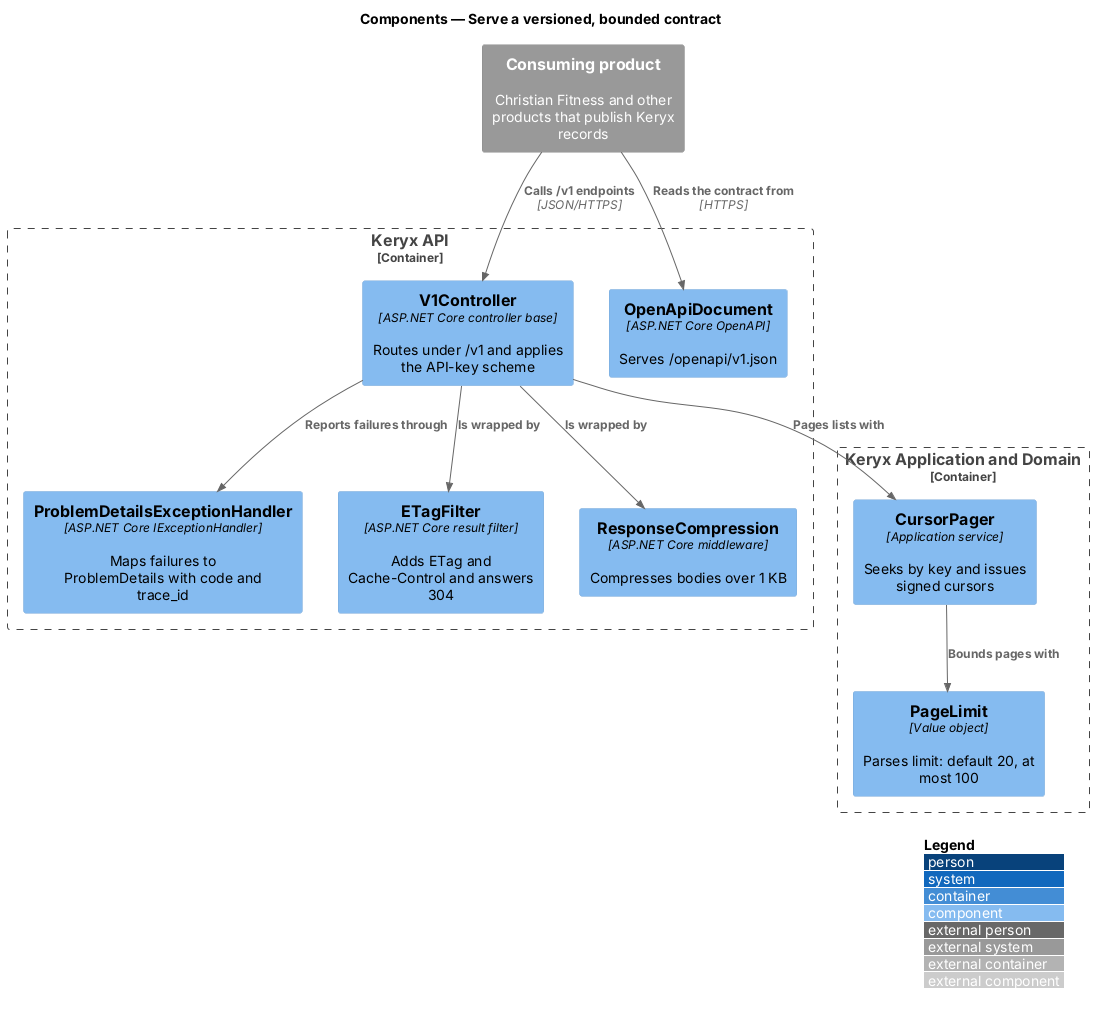 Components — Serve a versioned, bounded contract
Consuming product
Christian Fitness and other
products that publish Keryx
records
Calls /v1 endpoints
[JSON/HTTPS]
Reads the contract from
[HTTPS]
Keryx API
[Container]
V1Controller
[ASP.NET Core controller base]
Routes under /v1 and applies
the API-key scheme
OpenApiDocument
[ASP.NET Core OpenAPI]
Serves /openapi/v1.json
Reports failures through
Is wrapped by
Is wrapped by
Pages lists with
Keryx Application and Domain
[Container]
ProblemDetailsExceptionHandler
[ASP.NET Core IExceptionHandler]
Maps failures to
ProblemDetails with code and
trace_id
ETagFilter
[ASP.NET Core result filter]
Adds ETag and
Cache-Control and answers
304
ResponseCompression
[ASP.NET Core middleware]
Compresses bodies over 1 KB
CursorPager
[Application service]
Seeks by key and issues
signed cursors
Bounds pages with
PageLimit
[Value object]
Parses limit: default 20, at
most 100
Legend
person
system
container
component
external person
external system
external container
external component